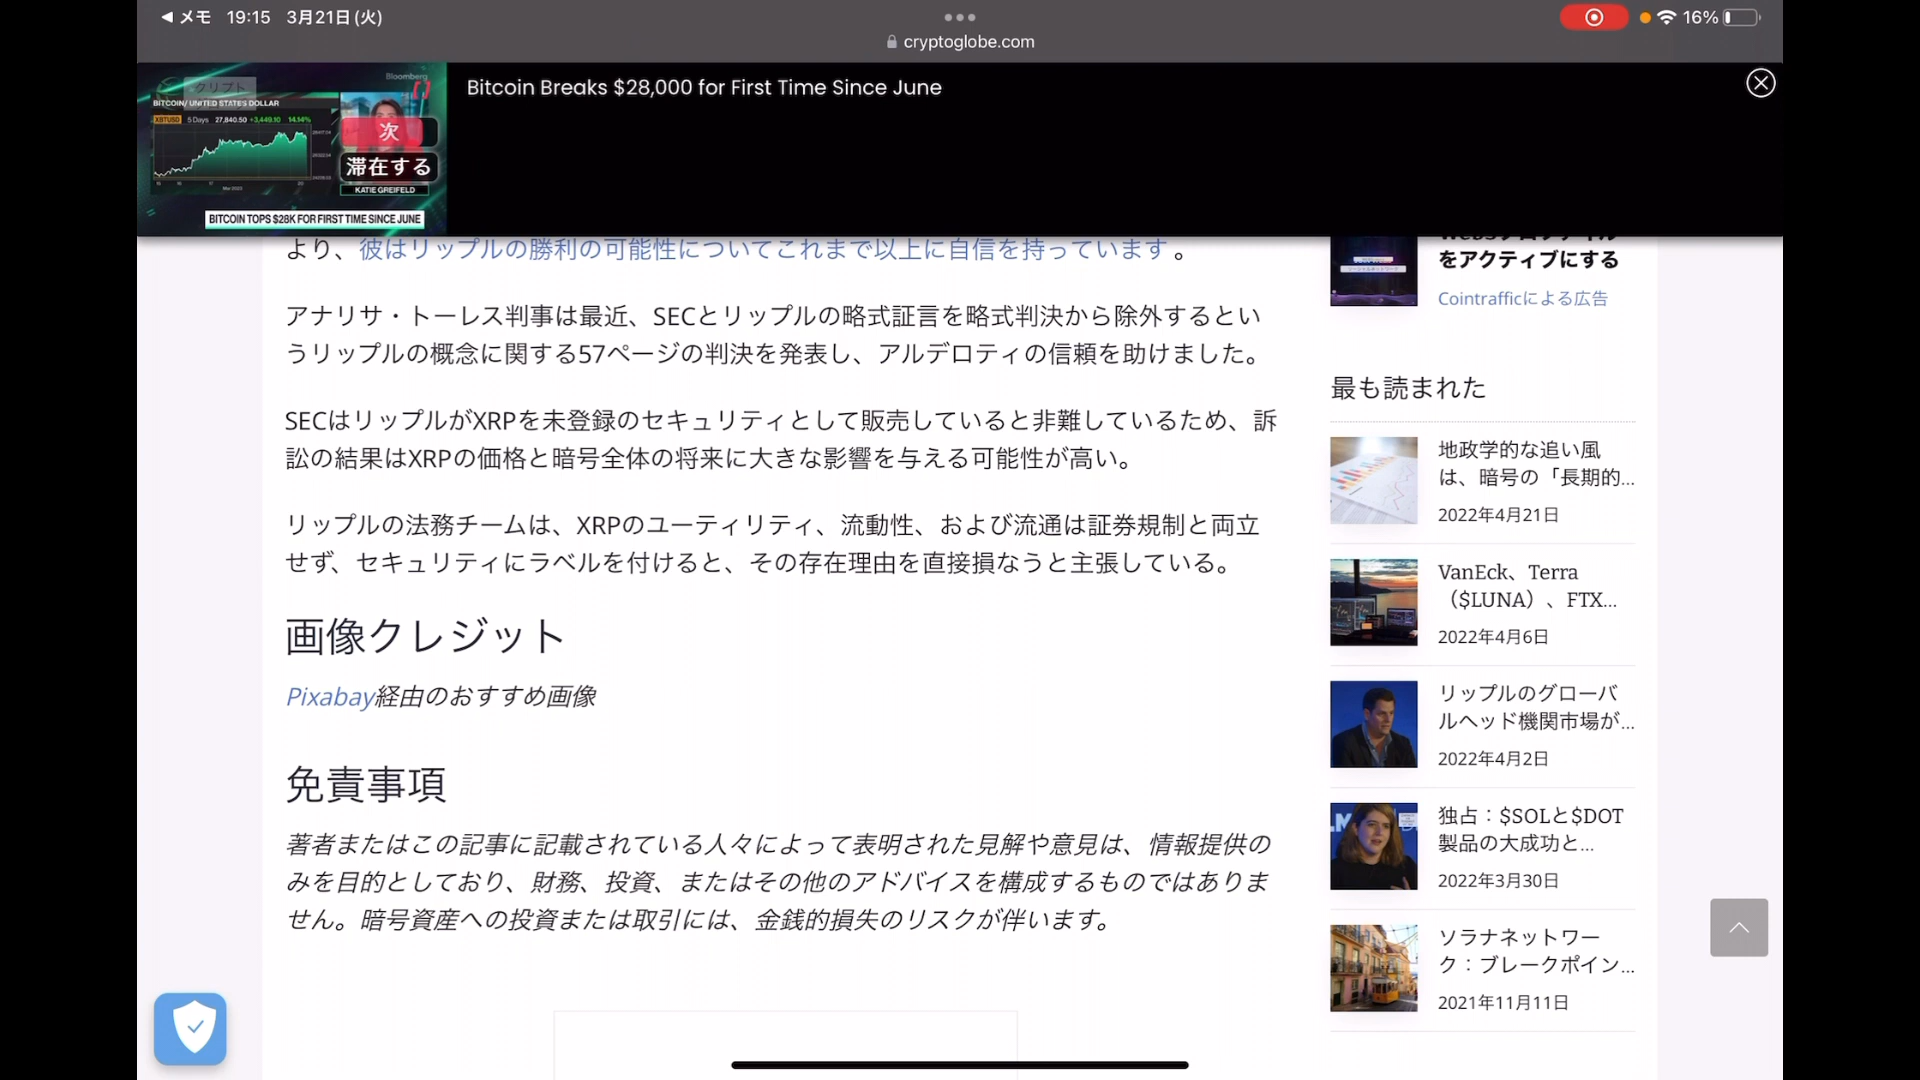 ◀ メモ 19:15 3月21日(火)
16%
cryptoglobe.com
Bitcoin Breaks $28,000 for First Time Since June
Bloomberg
クリプト
BITCOIN/ UNITED STATES DOLLAR
XBTUSD 5 Days 27,840.50 +3,449.10 14.14%
次
滞在する
KATIE GREIFELD
BITCOIN TOPS $28K FOR FIRST TIME SINCE JUNE
より、彼はリップルの勝利の可能性についてこれまで以上に自信を持っています 。
アナリサ・トーレス判事は最近、SECとリップルの略式証言を略式判決から除外するとい
うリップルの概念に関する57ページの判決を発表し、アルデロティの信頼を助けました。
SECはリップルがXRPを未登録のセキュリティとして販売していると非難しているため、訴
訟の結果はXRPの価格と暗号全体の将来に大きな影響を与える可能性が高い。
リップルの法務チームは、XRPのユーティリティ、流動性、および流通は証券規制と両立
せず、セキュリティにラベルを付けると、その存在理由を直接損なうと主張している。
画像クレジット
Pixabay経由のおすすめ画像
免責事項
著者またはこの記事に記載されている人々によって表明された見解や意見は、情報提供の
みを目的としており、財務、投資、またはその他のアドバイスを構成するものではありま
せん。暗号資産への投資または取引には、金銭的損失のリスクが伴います。
をアクティブにする
Cointrafficによる広告
最も読まれた
地政学的な追い風
は、暗号の「長期的...
2022年4月21日
VanEck、Terra
（$LUNA）、FTX...
2022年4月6日
リップルのグローバ
ルヘッド機関市場が...
2022年4月2日
独占：$SOLと$DOT
製品の大成功と...
2022年3月30日
ソラナネットワー
ク：ブレークポイン...
2021年11月11日